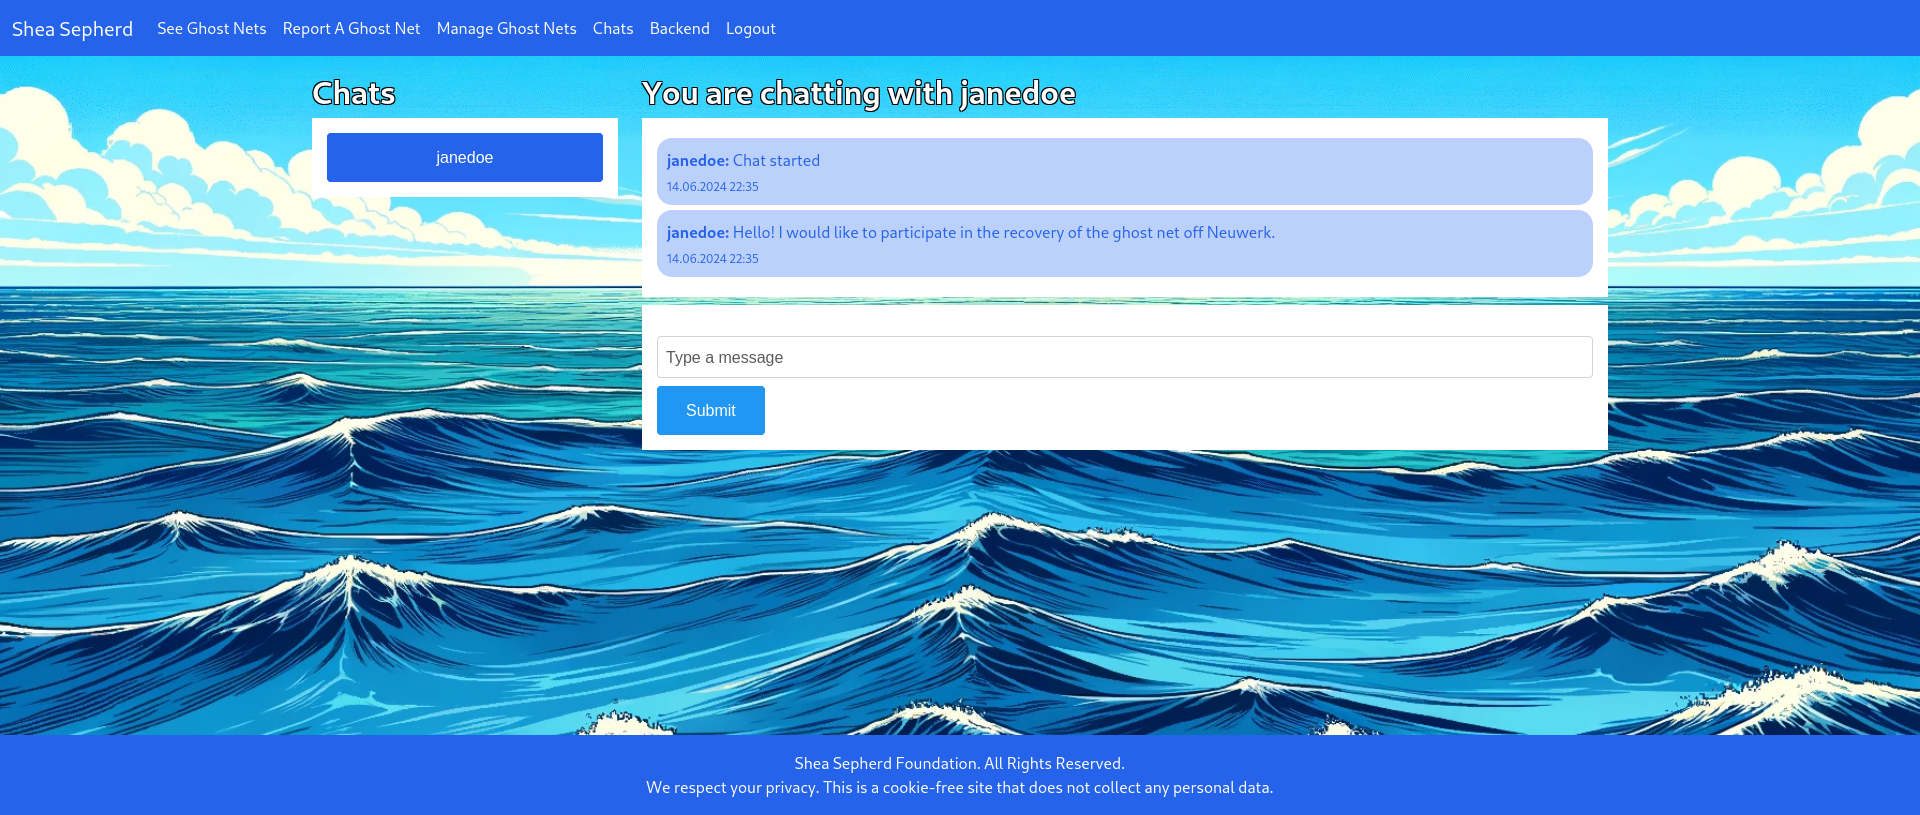 Shea Sepherd See Ghost Nets Report A Ghost Net Manage Ghost Nets Chats Backend Logout
Chats
janedoe
You are chatting with janedoe
janedoe: Chat started
14.06.2024 22:35
janedoe: Hello! I would like to participate in the recovery of the ghost net off Neuwerk.
14.06.2024 22:35
Type a message
Submit
Shea Sepherd Foundation. All Rights Reserved.
We respect your privacy. This is a cookie-free site that does not collect any personal data.